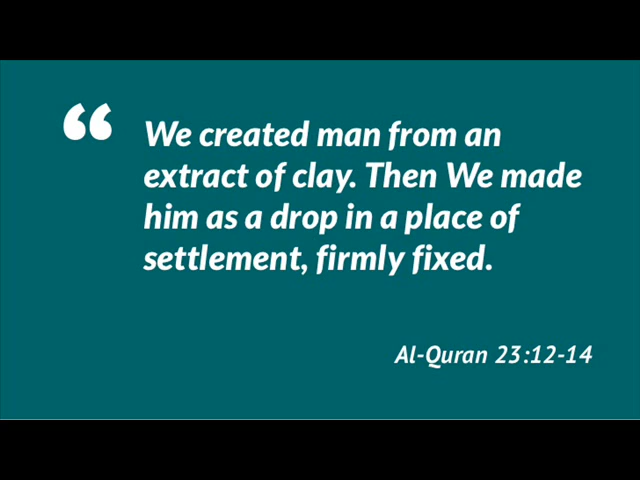 “
We created man from an
extract of clay. Then We made
him as a drop in a place of
settlement, firmly fixed.
Al-Quran 23:12-14